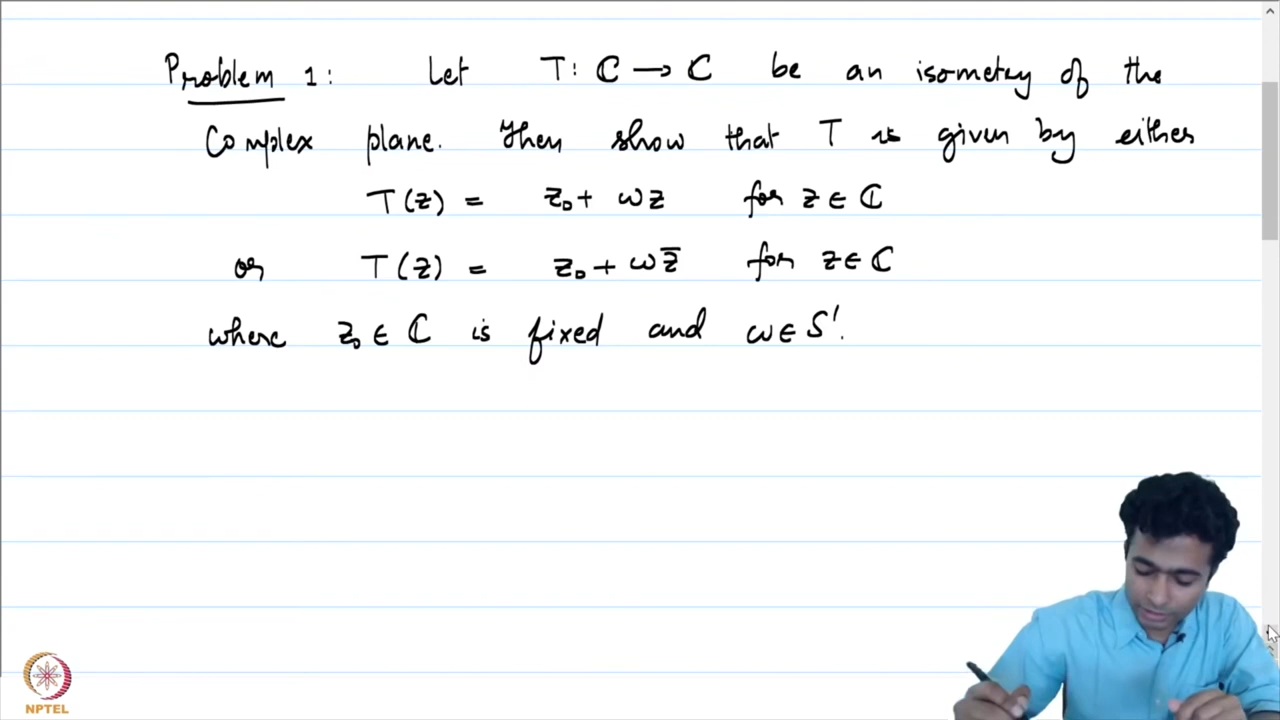 Problem 1: Let T: ℂ → ℂ be an isometry of the
Complex plane. Then show that T is given by either
T(z) = z₀ + ωz for z ∈ ℂ
or T(z) = z₀ + ωz̄ for z ∈ ℂ
where z₀ ∈ ℂ is fixed and ω ∈ S¹.
NPTEL